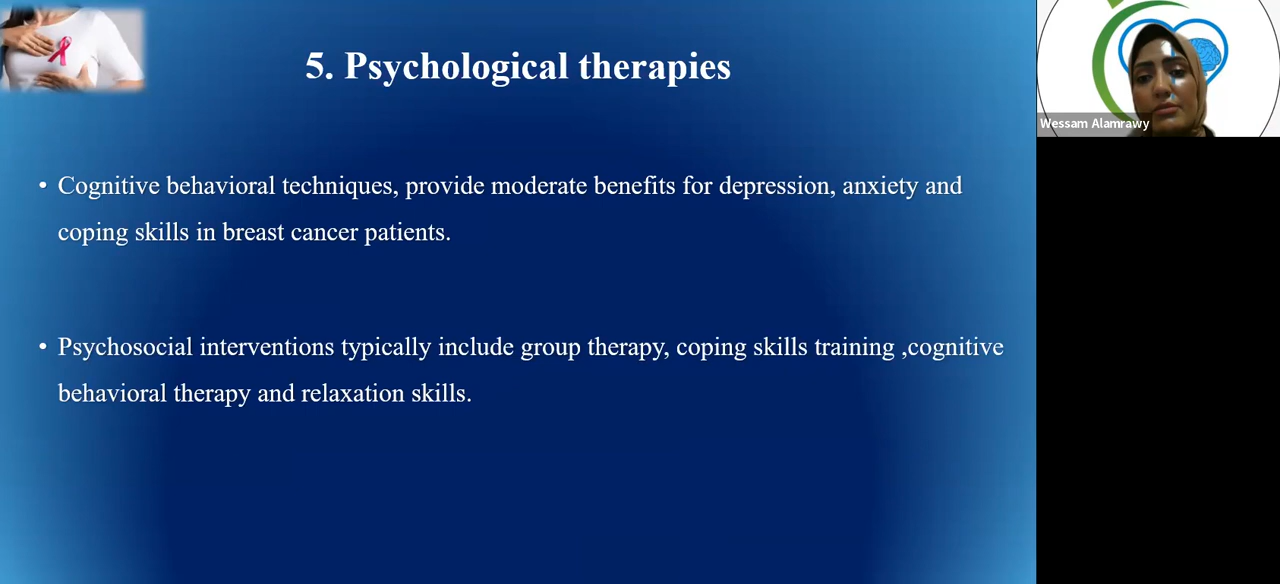 5. Psychological therapies
• Cognitive behavioral techniques, provide moderate benefits for depression, anxiety and
coping skills in breast cancer patients.
• Psychosocial interventions typically include group therapy, coping skills training ,cognitive
behavioral therapy and relaxation skills.
Wessam Alamrawy